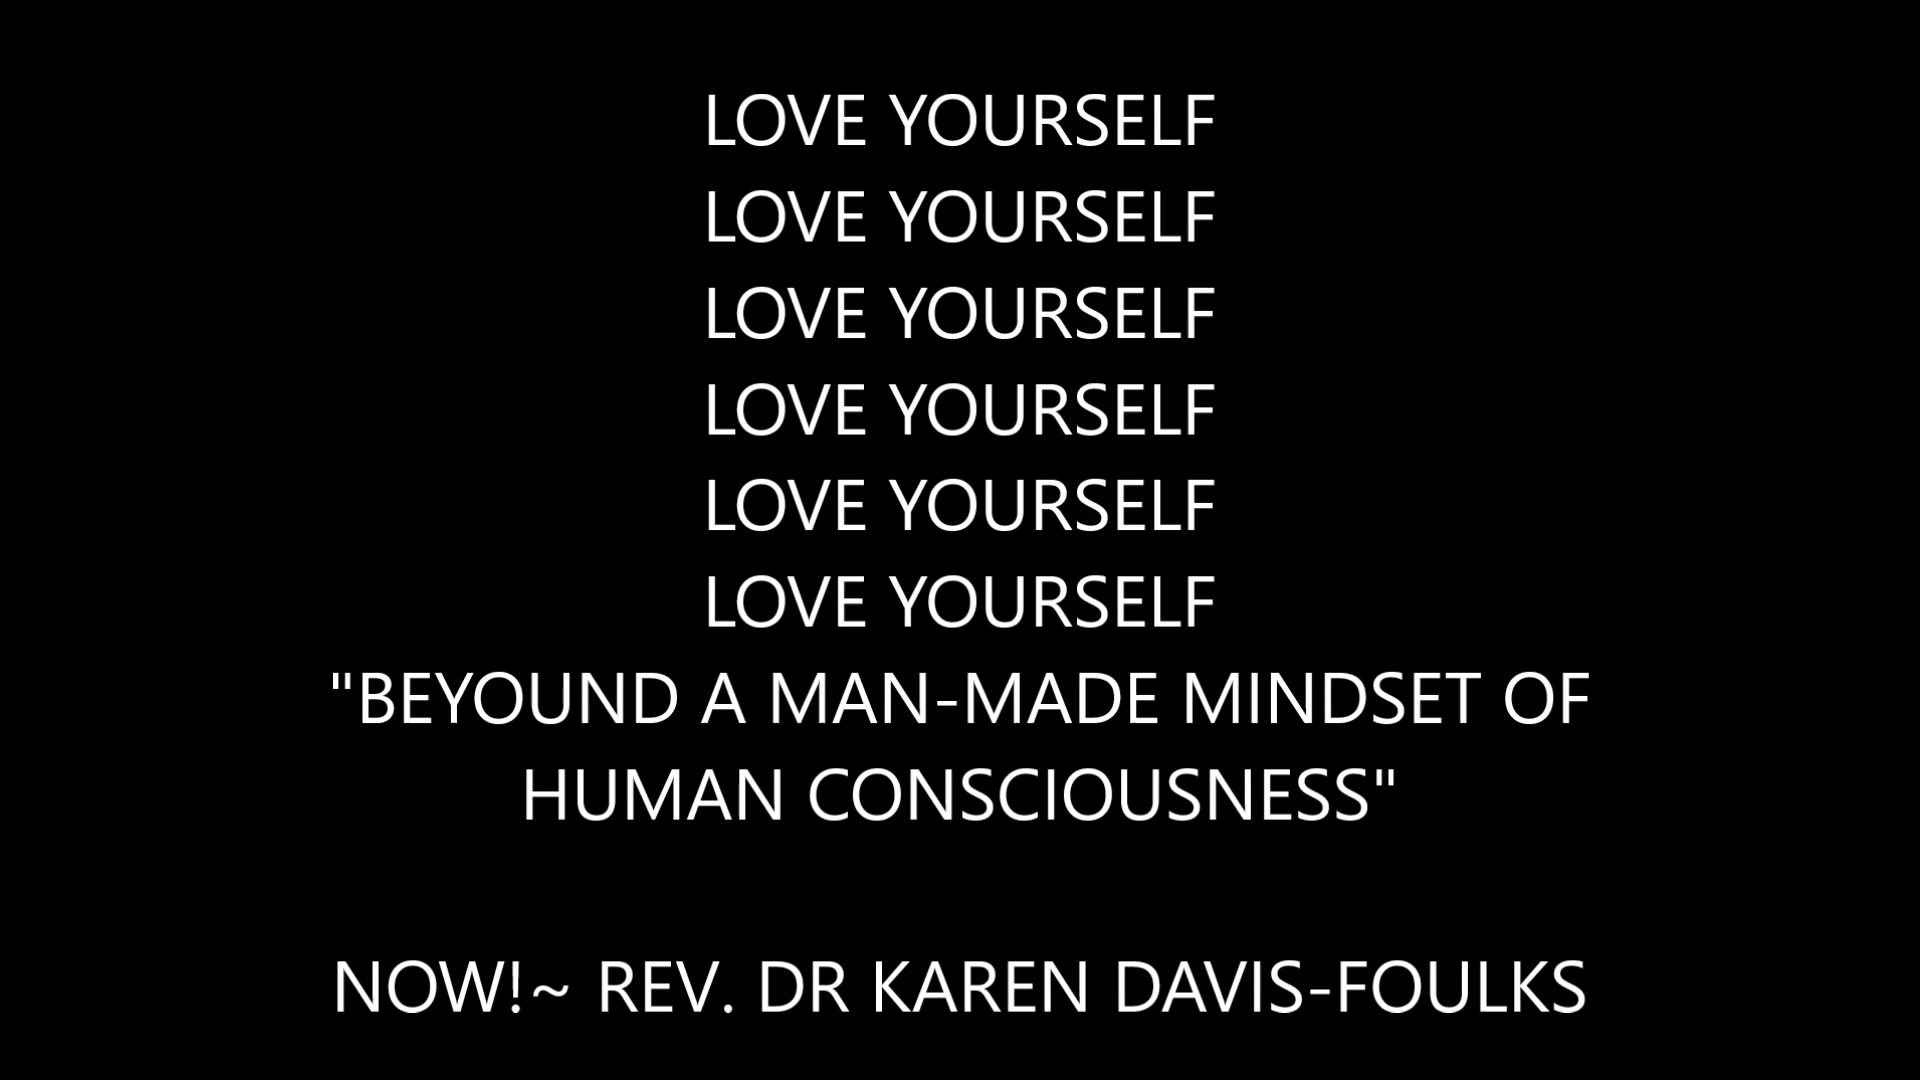 LOVE YOURSELF
LOVE YOURSELF
LOVE YOURSELF
LOVE YOURSELF
LOVE YOURSELF
LOVE YOURSELF
"BEYOUND A MAN-MADE MINDSET OF
HUMAN CONSCIOUSNESS"
NOW!~ REV. DR KAREN DAVIS-FOULKS